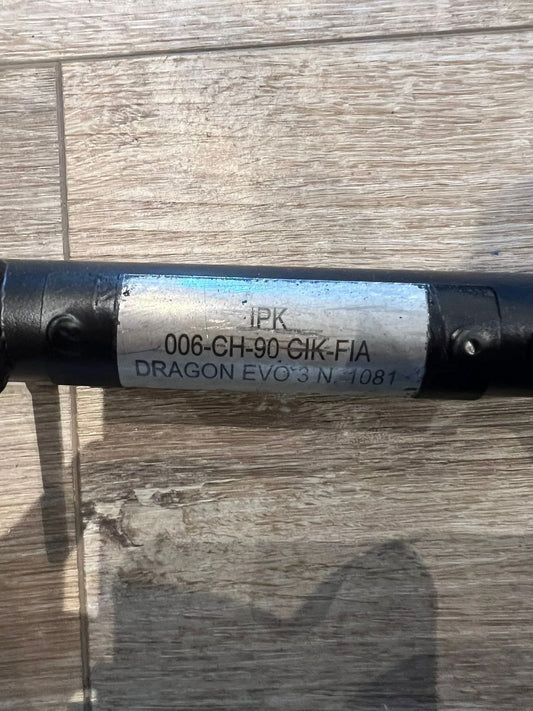 IPK
006-CH-90 CIK-FIA
DRAGON EVO 3 N. 1081